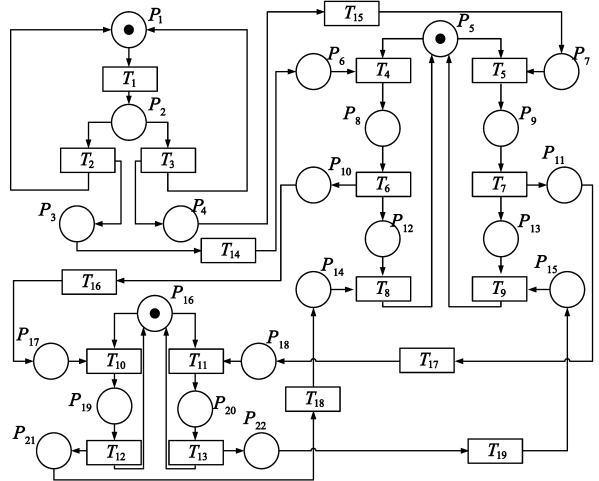 P1 T15 P5
P6 T4 T5 P7
T1
P2 P8 P9
T2 T3 P10 P11
T6 T7
P3 P4 P12 P13
T14
T16 P14 T8 T9 P15
P16
P17 T10 T11 P18 T17
P19 P20 T18
P21 T12 T13 P22 T19